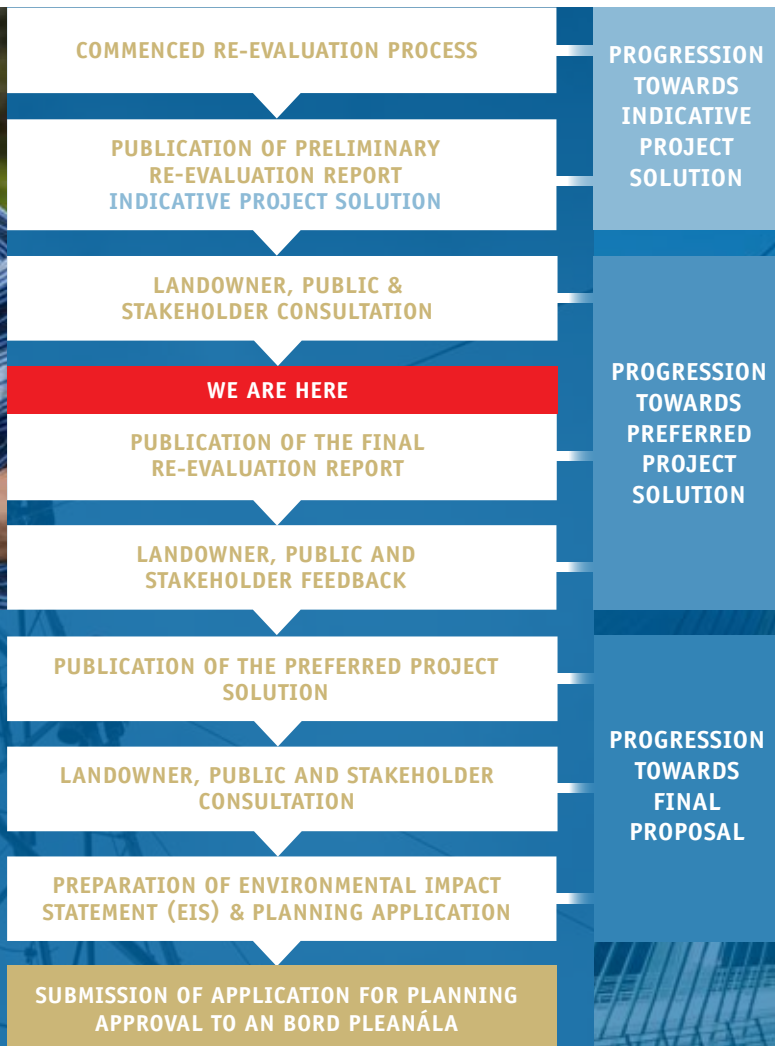 COMMENCED RE-EVALUATION PROCESS
PUBLICATION OF PRELIMINARY
RE-EVALUATION REPORT
INDICATIVE PROJECT SOLUTION
PROGRESSION
TOWARDS
INDICATIVE
PROJECT
SOLUTION
LANDOWNER, PUBLIC &
STAKEHOLDER CONSULTATION
WE ARE HERE
PUBLICATION OF THE FINAL
RE-EVALUATION REPORT
LANDOWNER, PUBLIC AND
STAKEHOLDER FEEDBACK
PROGRESSION
TOWARDS
PREFERRED
PROJECT
SOLUTION
PUBLICATION OF THE PREFERRED PROJECT
SOLUTION
LANDOWNER, PUBLIC AND STAKEHOLDER
CONSULTATION
PREPARATION OF ENVIRONMENTAL IMPACT
STATEMENT (EIS) & PLANNING APPLICATION
PROGRESSION
TOWARDS
FINAL
PROPOSAL
SUBMISSION OF APPLICATION FOR PLANNING
APPROVAL TO AN BORD PLEANÁLA